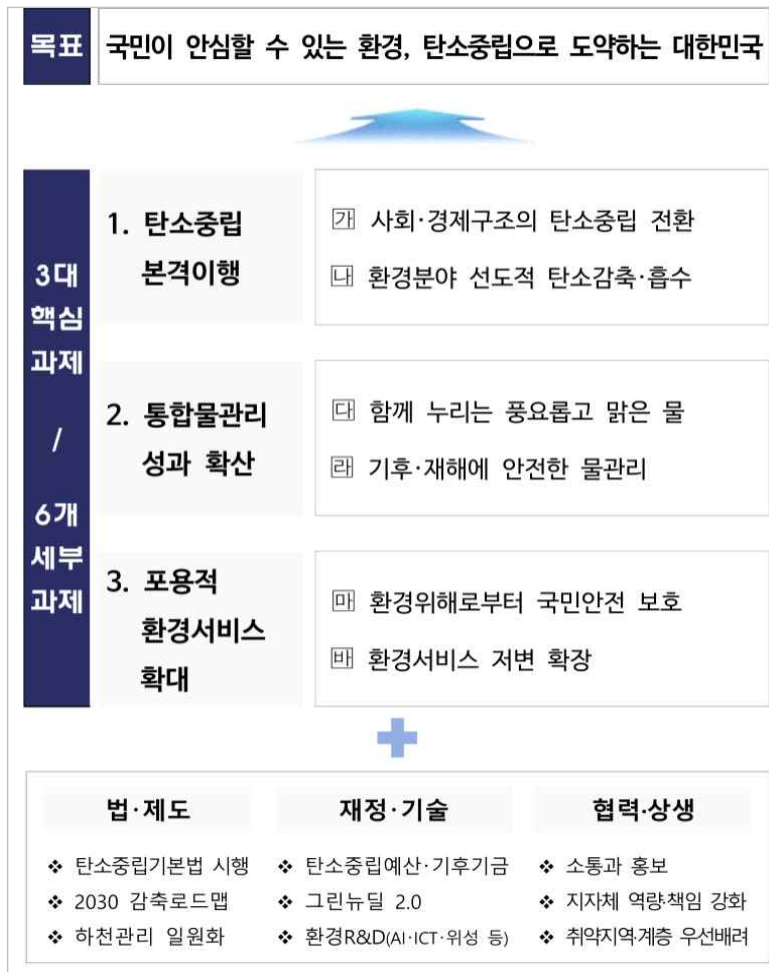 목표
국민이 안심할 수 있는 환경, 탄소중립으로 도약하는 대한민국
3대
핵심
과제
/
6개
세부
과제
1. 탄소중립
본격이행
가 사회·경제구조의 탄소중립 전환
나 환경분야 선도적 탄소감축·흡수
2. 통합물관리
성과 확산
다 함께 누리는 풍요롭고 맑은 물
라 기후·재해에 안전한 물관리
3. 포용적
환경서비스
확대
마 환경위해로부터 국민안전 보호
바 환경서비스 저변 확장
법·제도
❖ 탄소중립기본법 시행
❖ 2030 감축로드맵
❖ 하천관리 일원화
재정·기술
❖ 탄소중립예산·기후기금
❖ 그린뉴딜 2.0
❖ 환경R&D(AI·ICT·위성 등)
협력·상생
❖ 소통과 홍보
❖ 지자체 역량·책임 강화
❖ 취약지역·계층 우선배려